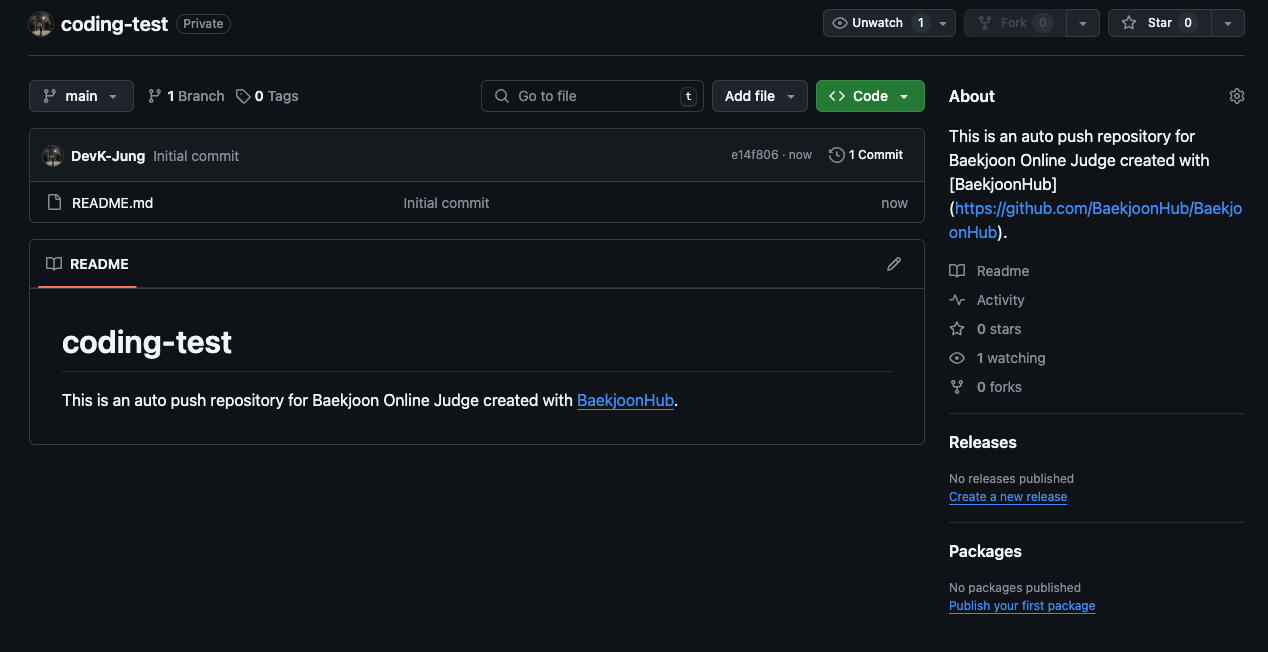 coding-test Private Unwatch 1 Fork 0 Star 0
main 1 Branch 0 Tags Go to file t Add file Code
DevK-Jung Initial commit e14f806 · now 1 Commit
README.md Initial commit now
README
coding-test
This is an auto push repository for Baekjoon Online Judge created with BaekjoonHub.
About
This is an auto push repository for
Baekjoon Online Judge created with
[BaekjoonHub]
(https://github.com/BaekjoonHub/Baekjo
onHub).
Readme
Activity
0 stars
1 watching
0 forks
Releases
No releases published
Create a new release
Packages
No packages published
Publish your first package